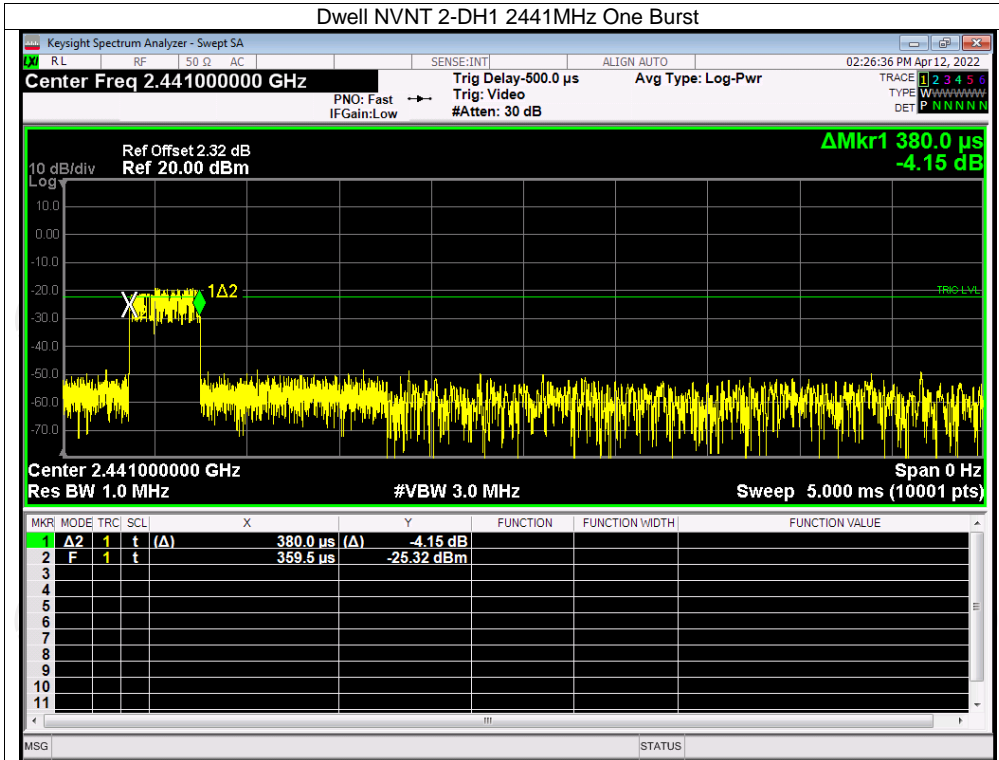 Dwell NVNT 2-DH1 2441MHz One Burst
Keysight Spectrum Analyzer - Swept SA
LXI RL RF 50 Ω AC SENSE:INT ALIGN AUTO 02:26:36 PM Apr 12, 2022
Center Freq 2.441000000 GHz Trig Delay-500.0 µs Avg Type: Log-Pwr TRACE 1 2 3 4 5 6
PNO: Fast Trig: Video TYPE WWWWWW
IFGain:Low #Atten: 30 dB DET P N N N N N
ΔMkr1 380.0 µs
-4.15 dB
Ref Offset 2.32 dB
10 dB/div Ref 20.00 dBm
Log
10.0
0.00
-10.0
-20.0 1Δ2 TRIG LVL
-30.0
-40.0
-50.0
-60.0
-70.0
Center 2.441000000 GHz Span 0 Hz
Res BW 1.0 MHz #VBW 3.0 MHz Sweep 5.000 ms (10001 pts)
MKR MODE TRC SCL X Y FUNCTION FUNCTION WIDTH FUNCTION VALUE
1 Δ2 1 t (Δ) 380.0 µs (Δ) -4.15 dB
2 F 1 t 359.5 µs -25.32 dBm
3
4
5
6
7
8
9
10
11
MSG STATUS